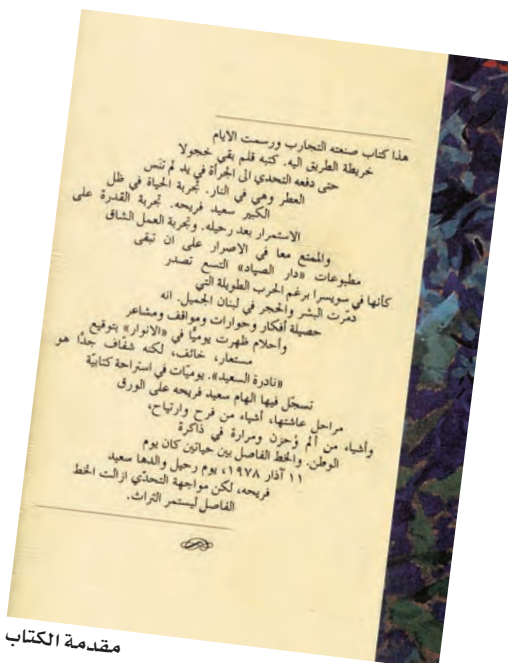 هذا كتاب صنعته التجارب ورسمت الايام
خريطة الطريق اليه. كتبه قلم بقي خجولا
حتى دفعه التحدي الى الجرأة في يد لم تنس
العطر وهي في النار. تجربة الحياة في ظل
الكبير سعيد فريحه. تجربة القدرة على
الاستمرار بعد رحيله. وتجربة العمل الشاق
والممتع معا في الاصرار على ان تبقى
مطبوعات «دار الصياد» التسع تصدر
كأنها في سويسرا برغم الحرب الطويلة التي
دمّرت البشر والحجر في لبنان الجميل. انه
حصيلة أفكار وحوارات ومواقف ومشاعر
وأحلام ظهرت يوميًا في «الانوار» بتوقيع
مستعار، خائف، لكنه شفّاف جدًا هو
«نادرة السعيد». يوميّات في استراحة كتابيّة
تسجّل فيها الهام سعيد فريحه على الورق
مراحل عاشتها، أشياء من فرح وارتياح،
وأشياء من ألم وُحزن ومرارة في ذاكرة
الوطن. والخط الفاصل بين حياتين كان يوم
١١ آذار ١٩٧٨، يوم رحيل والدها سعيد
فريحه، لكن مواجهة التحدّي ازالت الخط
الفاصل ليستمر التراث.
مقدمة الكتاب